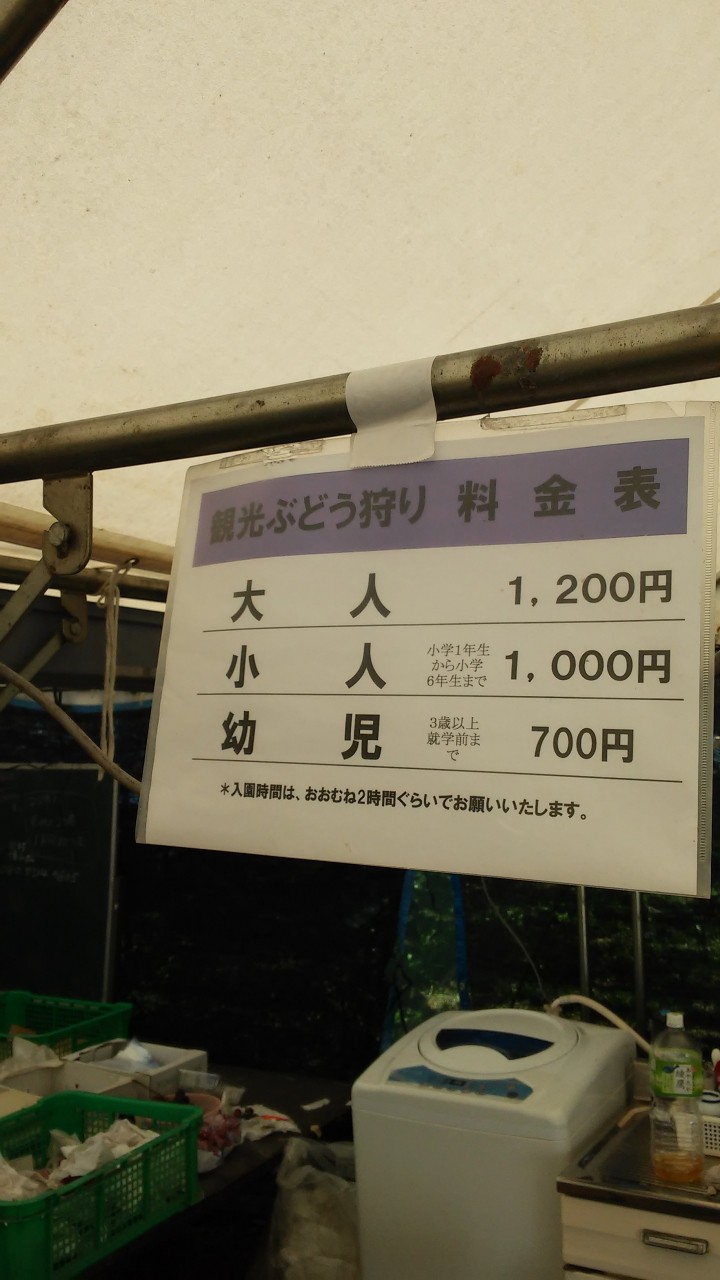 観光ぶどう狩り 料金表
大人 1,200円
小人 小学1年生から小学6年生まで 1,000円
幼児 3歳以上就学前まで 700円
＊入園時間は、おおむね2時間ぐらいでお願いいたします。
綾鷹